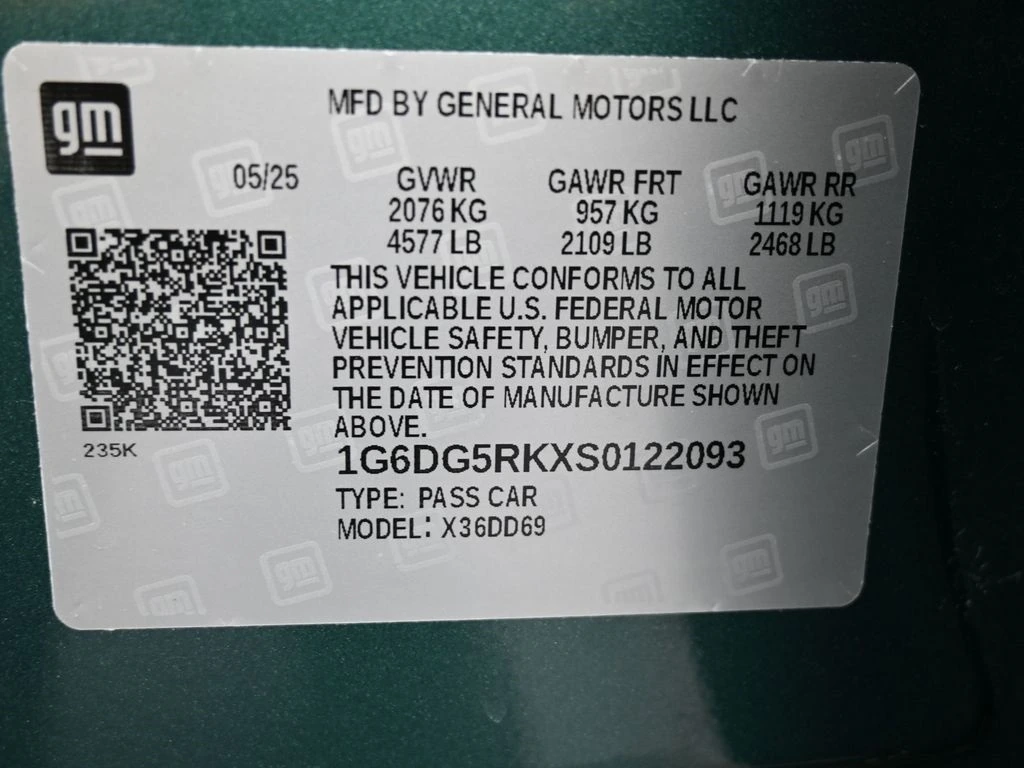 gm
MFD BY GENERAL MOTORS LLC
05/25 GVWR GAWR FRT GAWR RR
2076 KG 957 KG 1119 KG
4577 LB 2109 LB 2468 LB
THIS VEHICLE CONFORMS TO ALL
APPLICABLE U.S. FEDERAL MOTOR
VEHICLE SAFETY, BUMPER, AND THEFT
PREVENTION STANDARDS IN EFFECT ON
THE DATE OF MANUFACTURE SHOWN
ABOVE.
235K
1G6DG5RKXS0122093
TYPE: PASS CAR
MODEL: X36DD69